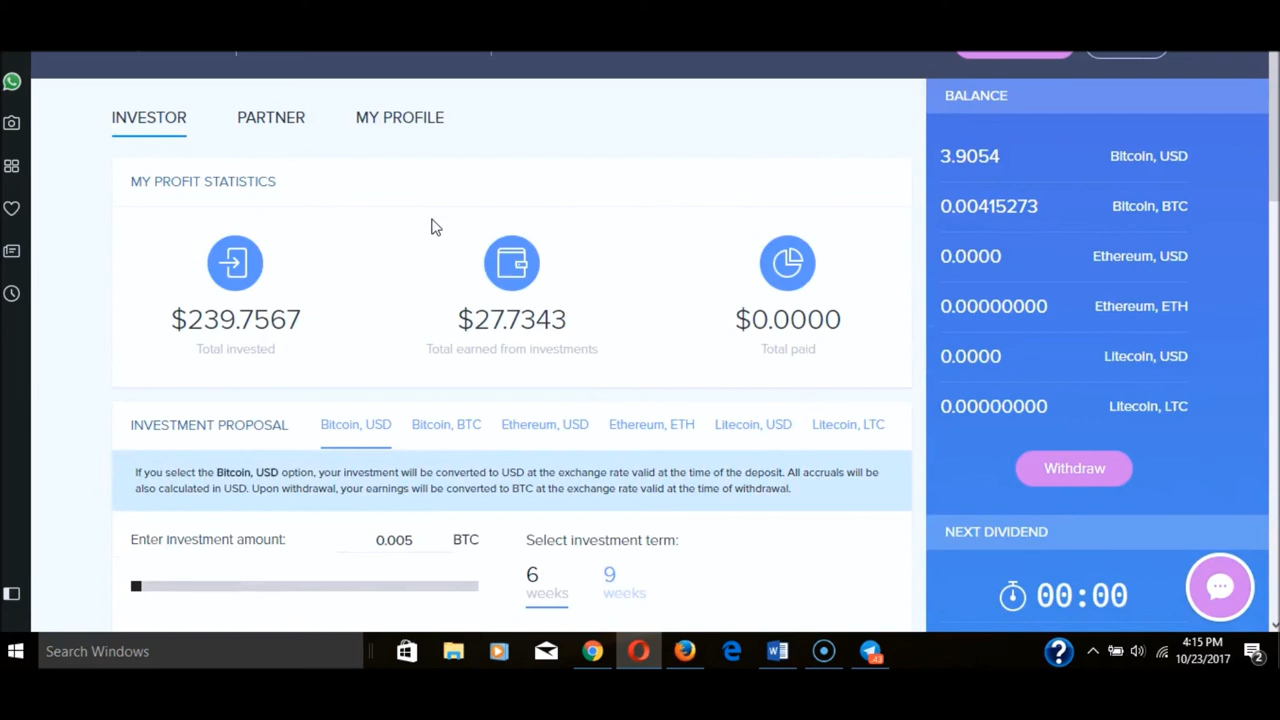 INVESTOR PARTNER MY PROFILE
MY PROFIT STATISTICS
$239.7567 $27.7343 $0.0000
Total invested Total earned from investments Total paid
INVESTMENT PROPOSAL Bitcoin, USD Bitcoin, BTC Ethereum, USD Ethereum, ETH Litecoin, USD Litecoin, LTC
If you select the Bitcoin, USD option, your investment will be converted to USD at the exchange rate valid at the time of the deposit. All accruals will be
also calculated in USD. Upon withdrawal, your earnings will be converted to BTC at the exchange rate valid at the time of withdrawal.
Enter investment amount: 0.005 BTC Select investment term:
6 9
weeks weeks
BALANCE
3.9054 Bitcoin, USD
0.00415273 Bitcoin, BTC
0.0000 Ethereum, USD
0.00000000 Ethereum, ETH
0.0000 Litecoin, USD
0.00000000 Litecoin, LTC
Withdraw
NEXT DIVIDEND
00:00
Search Windows
43
?
4:15 PM
10/23/2017
2